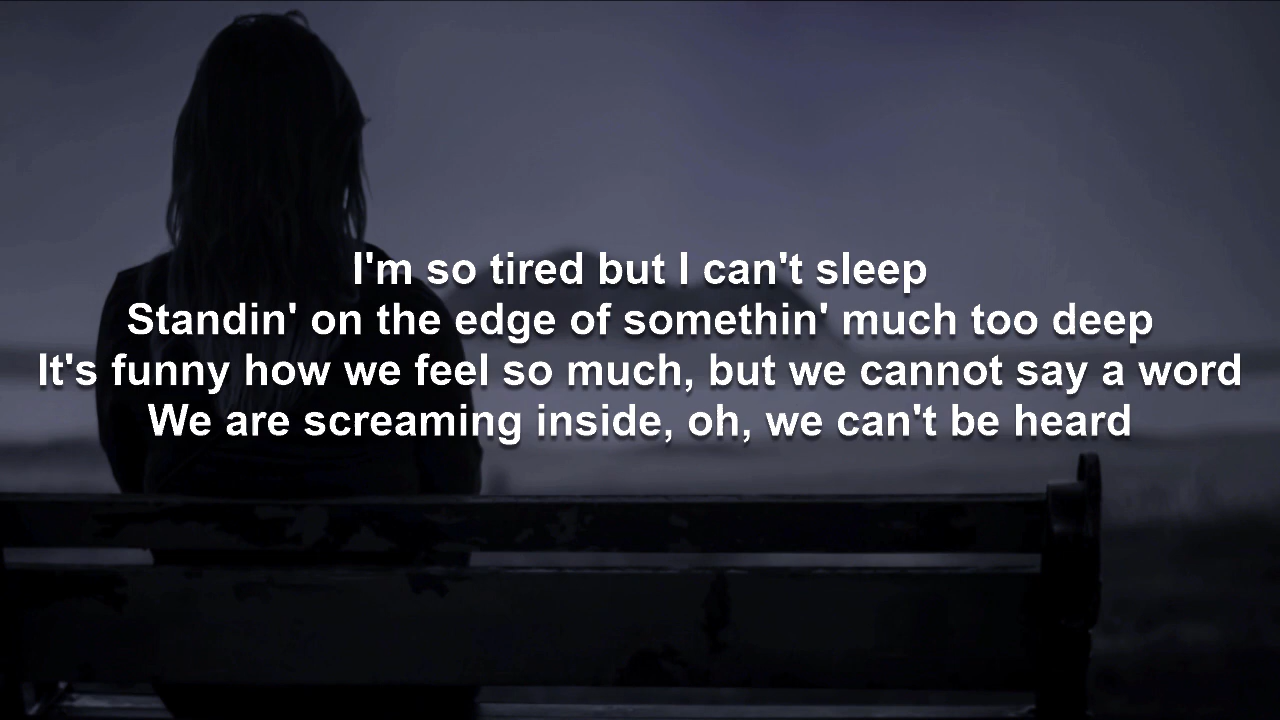 I'm so tired but I can't sleep
Standin' on the edge of somethin' much too deep
It's funny how we feel so much, but we cannot say a word
We are screaming inside, oh, we can't be heard